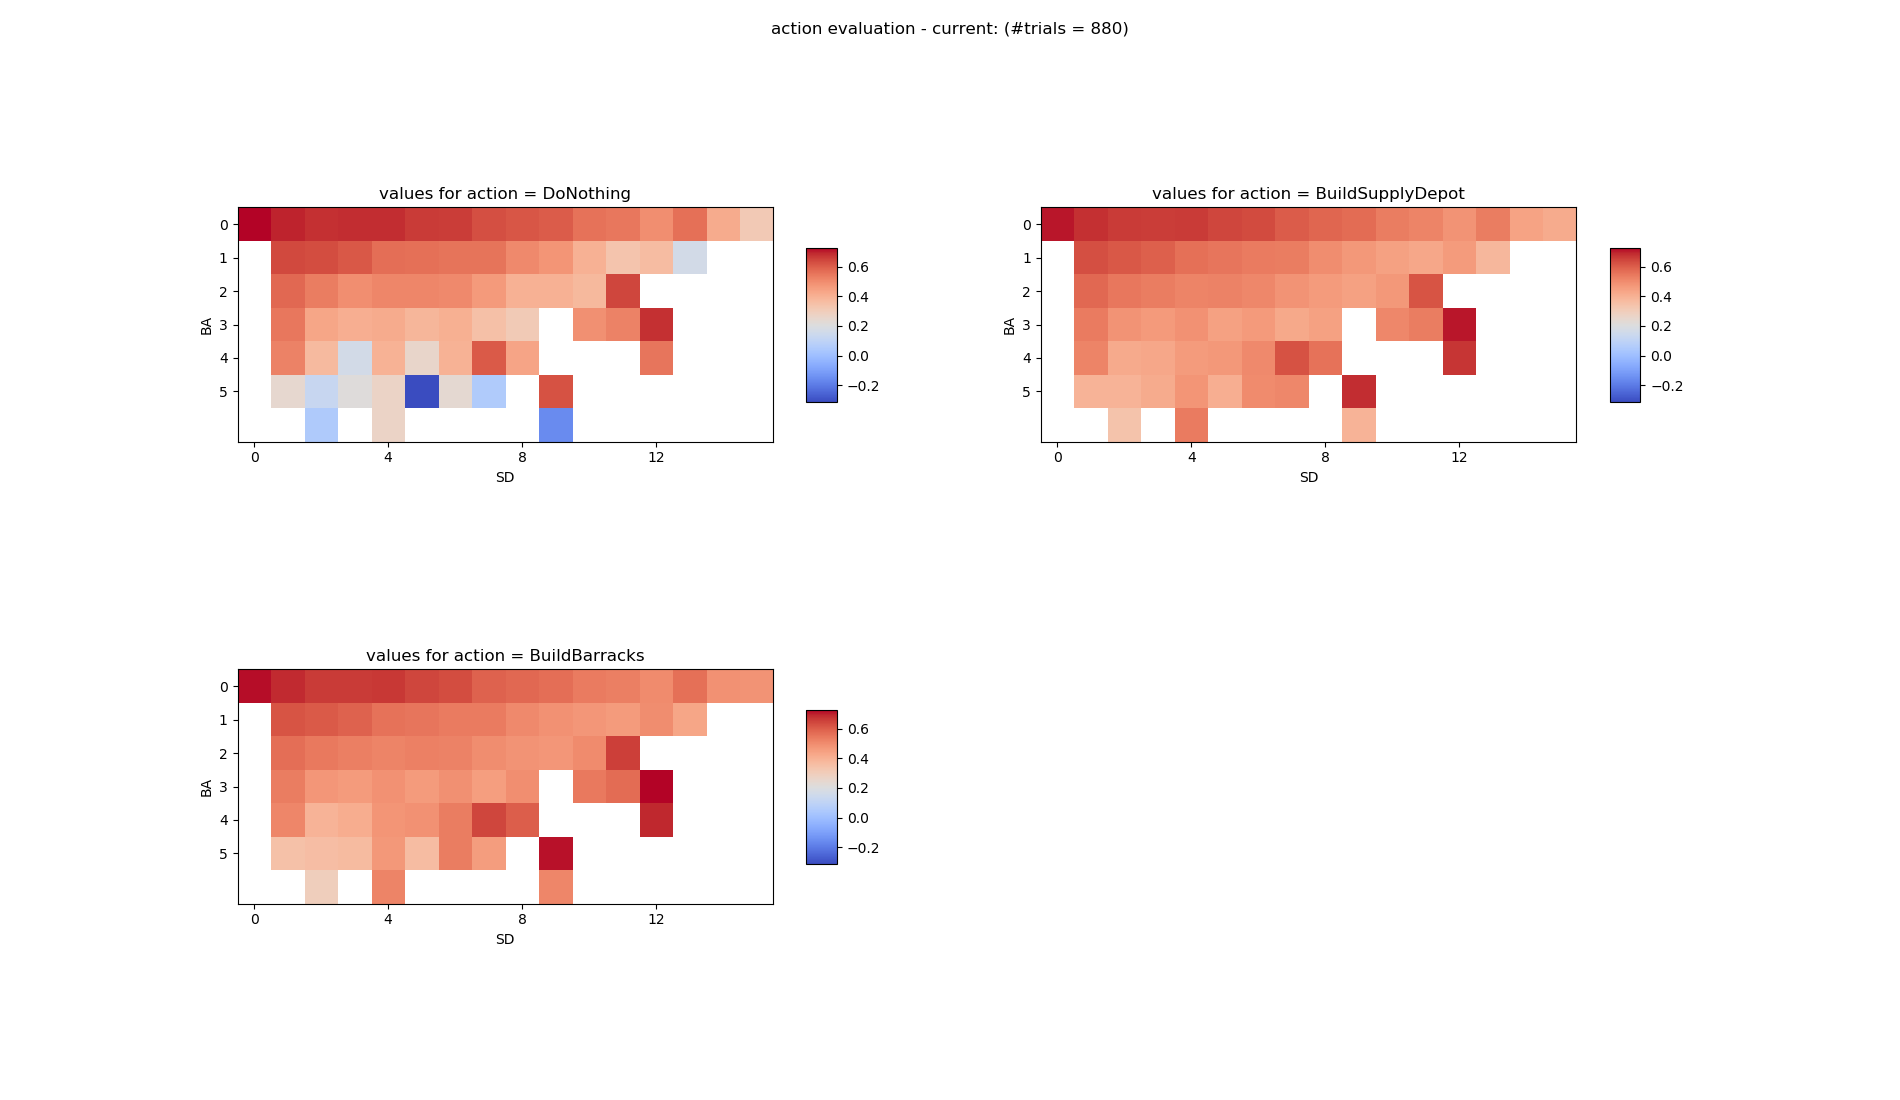 action evaluation - current: (#trials = 880)
values for action = DoNothing
0
1
2
3
4
5
BA
0 4 8 12
SD
0.6
0.4
0.2
0.0
−0.2
values for action = BuildSupplyDepot
0
1
2
3
4
5
BA
0 4 8 12
SD
0.6
0.4
0.2
0.0
−0.2
values for action = BuildBarracks
0
1
2
3
4
5
BA
0 4 8 12
SD
0.6
0.4
0.2
0.0
−0.2